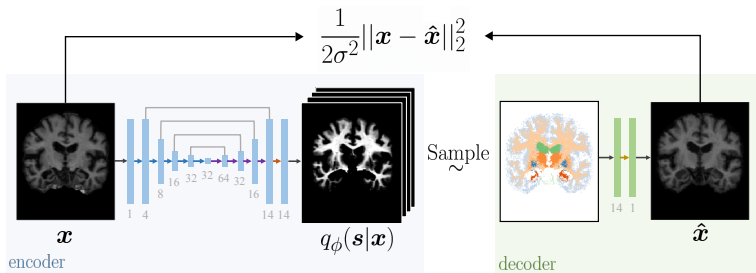 1/(2σ²) ||x − x̂||₂²
Sample
~
1 4 8 16 32 32 64 32 16 14 14
14 1
x
q_ϕ(s|x)
x̂
encoder
decoder